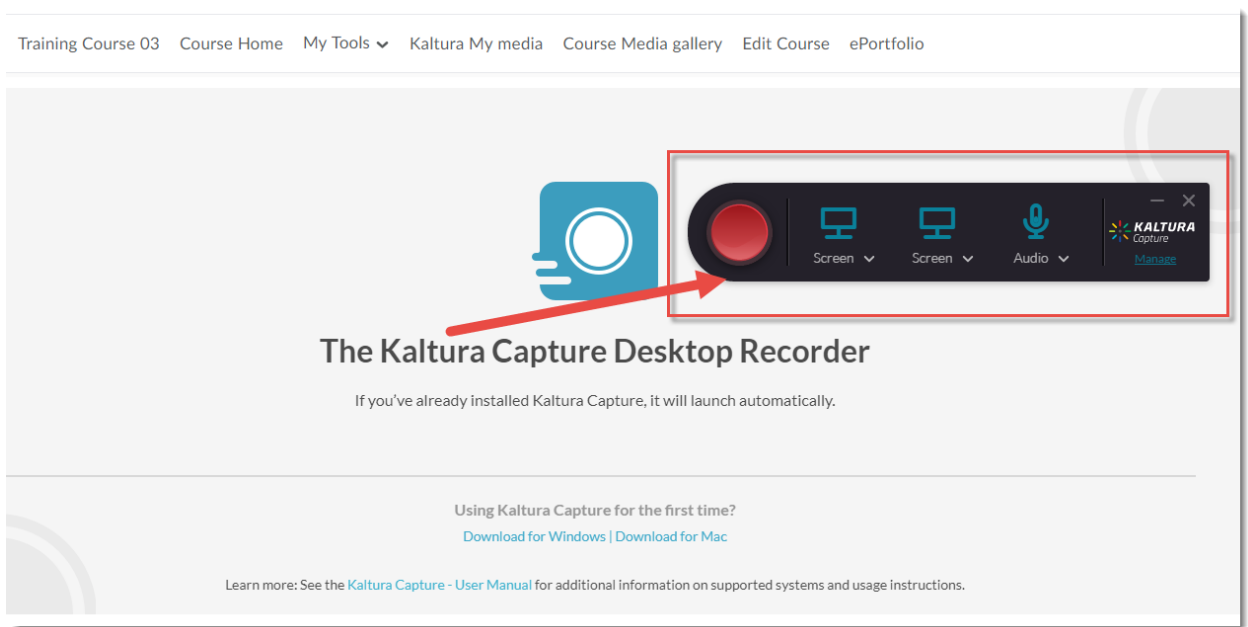 Training Course 03 Course Home My Tools Kaltura My media Course Media gallery Edit Course ePortfolio
KALTURA
Capture
Screen Screen Audio Manage
The Kaltura Capture Desktop Recorder
If you've already installed Kaltura Capture, it will launch automatically.
Using Kaltura Capture for the first time?
Download for Windows | Download for Mac
Learn more: See the Kaltura Capture - User Manual for additional information on supported systems and usage instructions.